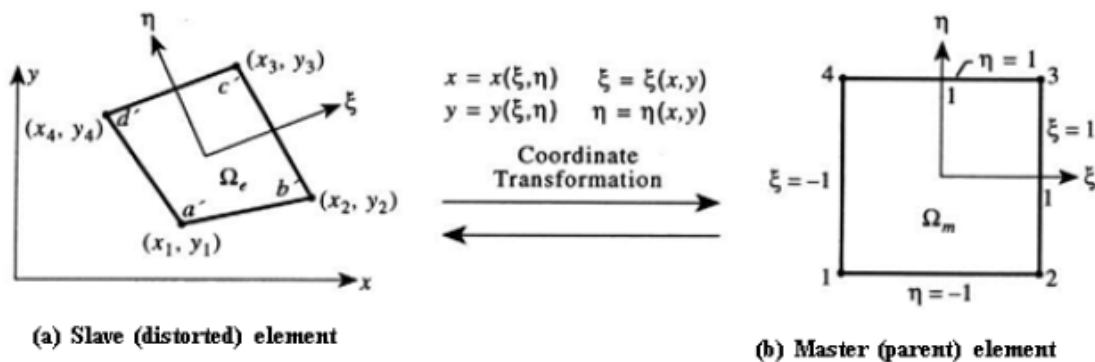 η
y
(x₃, y₃)
c′
ξ
(x₄, y₄)
d′
Ωₑ
b′
a′
(x₂, y₂)
(x₁, y₁)
x
(a) Slave (distorted) element
x = x(ξ,η) ξ = ξ(x,y)
y = y(ξ,η) η = η(x,y)
Coordinate
Transformation
η
η = 1
4
3
1
ξ = 1
ξ = -1
ξ
1
Ωₘ
1
2
η = -1
(b) Master (parent) element